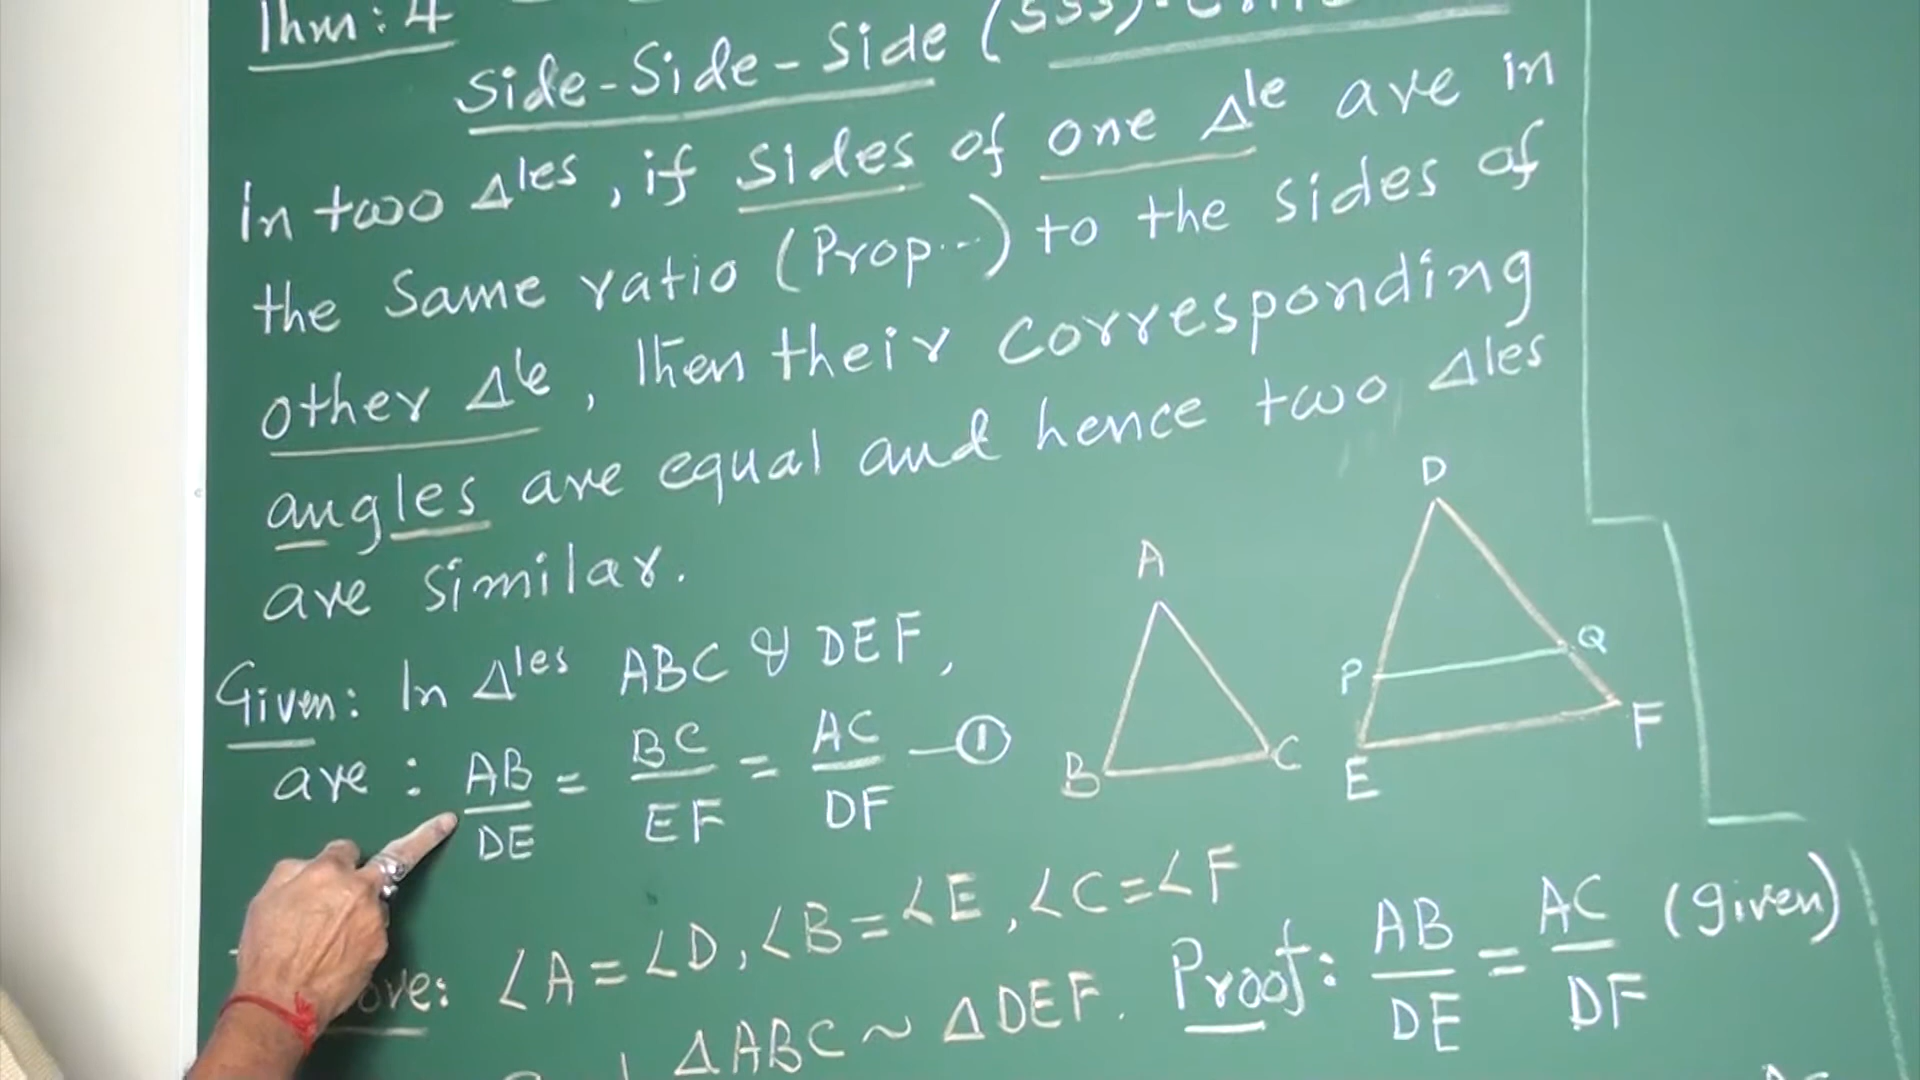 Thm: 4
Side-Side-Side (SSS)
In two Δles, if sides of one Δle are in
the same ratio (Prop...) to the sides of
other Δle, then their corresponding
angles are equal and hence two Δles
are similar.
Given: In Δles ABC & DEF,
are : AB/DE = BC/EF = AC/DF — ①
∠A=∠D, ∠B=∠E, ∠C=∠F
ΔABC ~ ΔDEF.
Proof: AB/DE = AC/DF (given)
A
B
C
D
P
Q
E
F